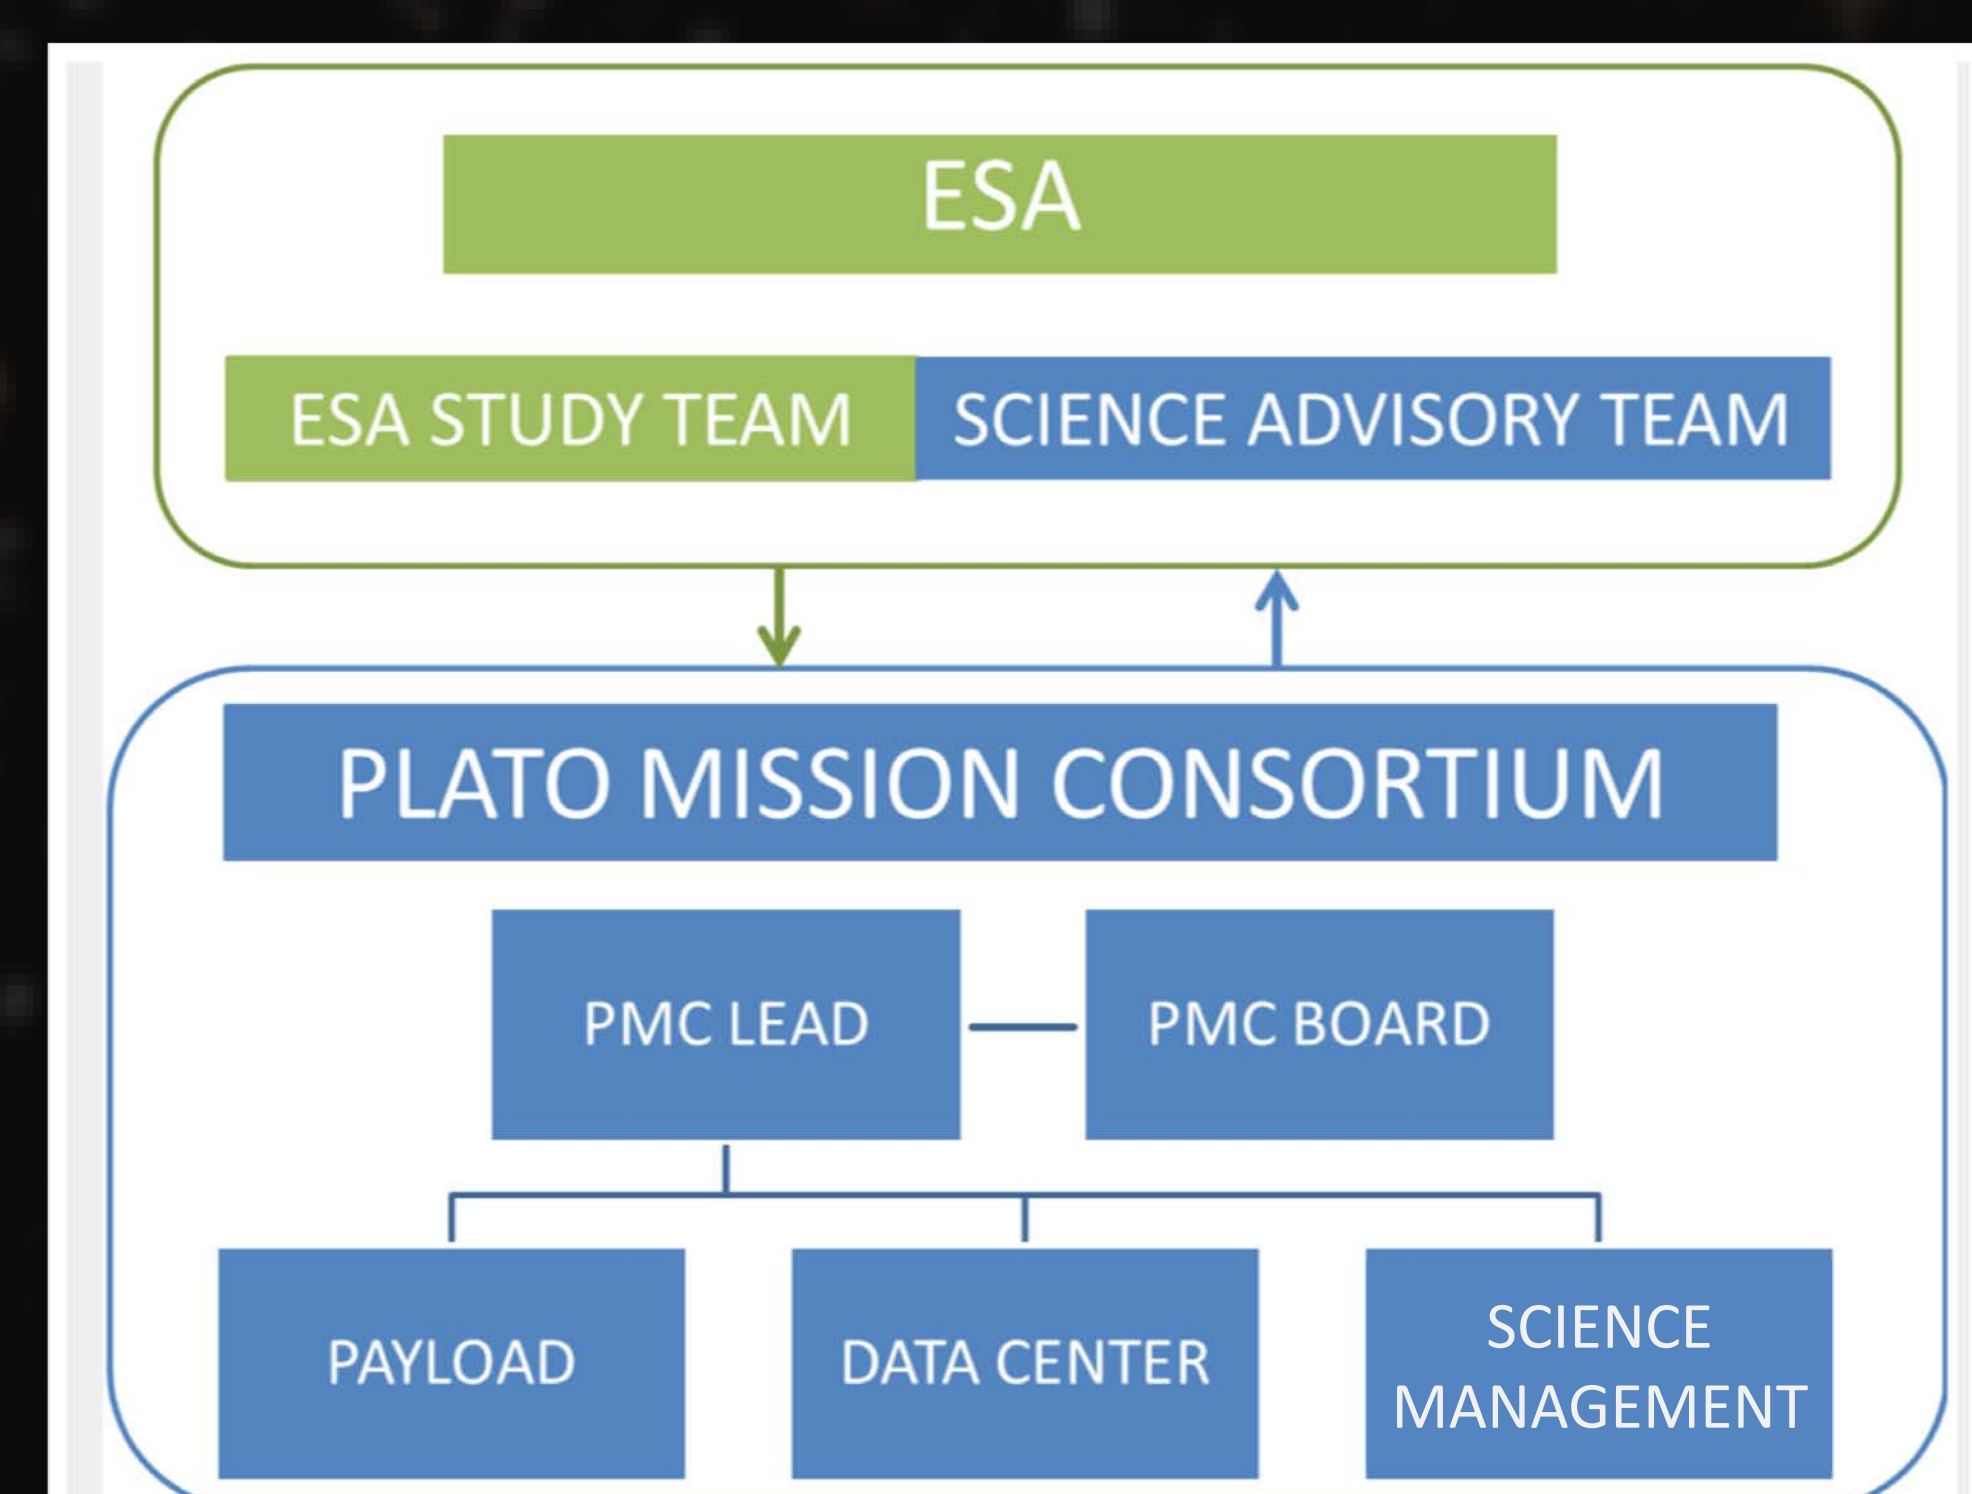 ESA
ESA STUDY TEAM
SCIENCE ADVISORY TEAM
PLATO MISSION CONSORTIUM
PMC LEAD
PMC BOARD
PAYLOAD
DATA CENTER
SCIENCE
MANAGEMENT